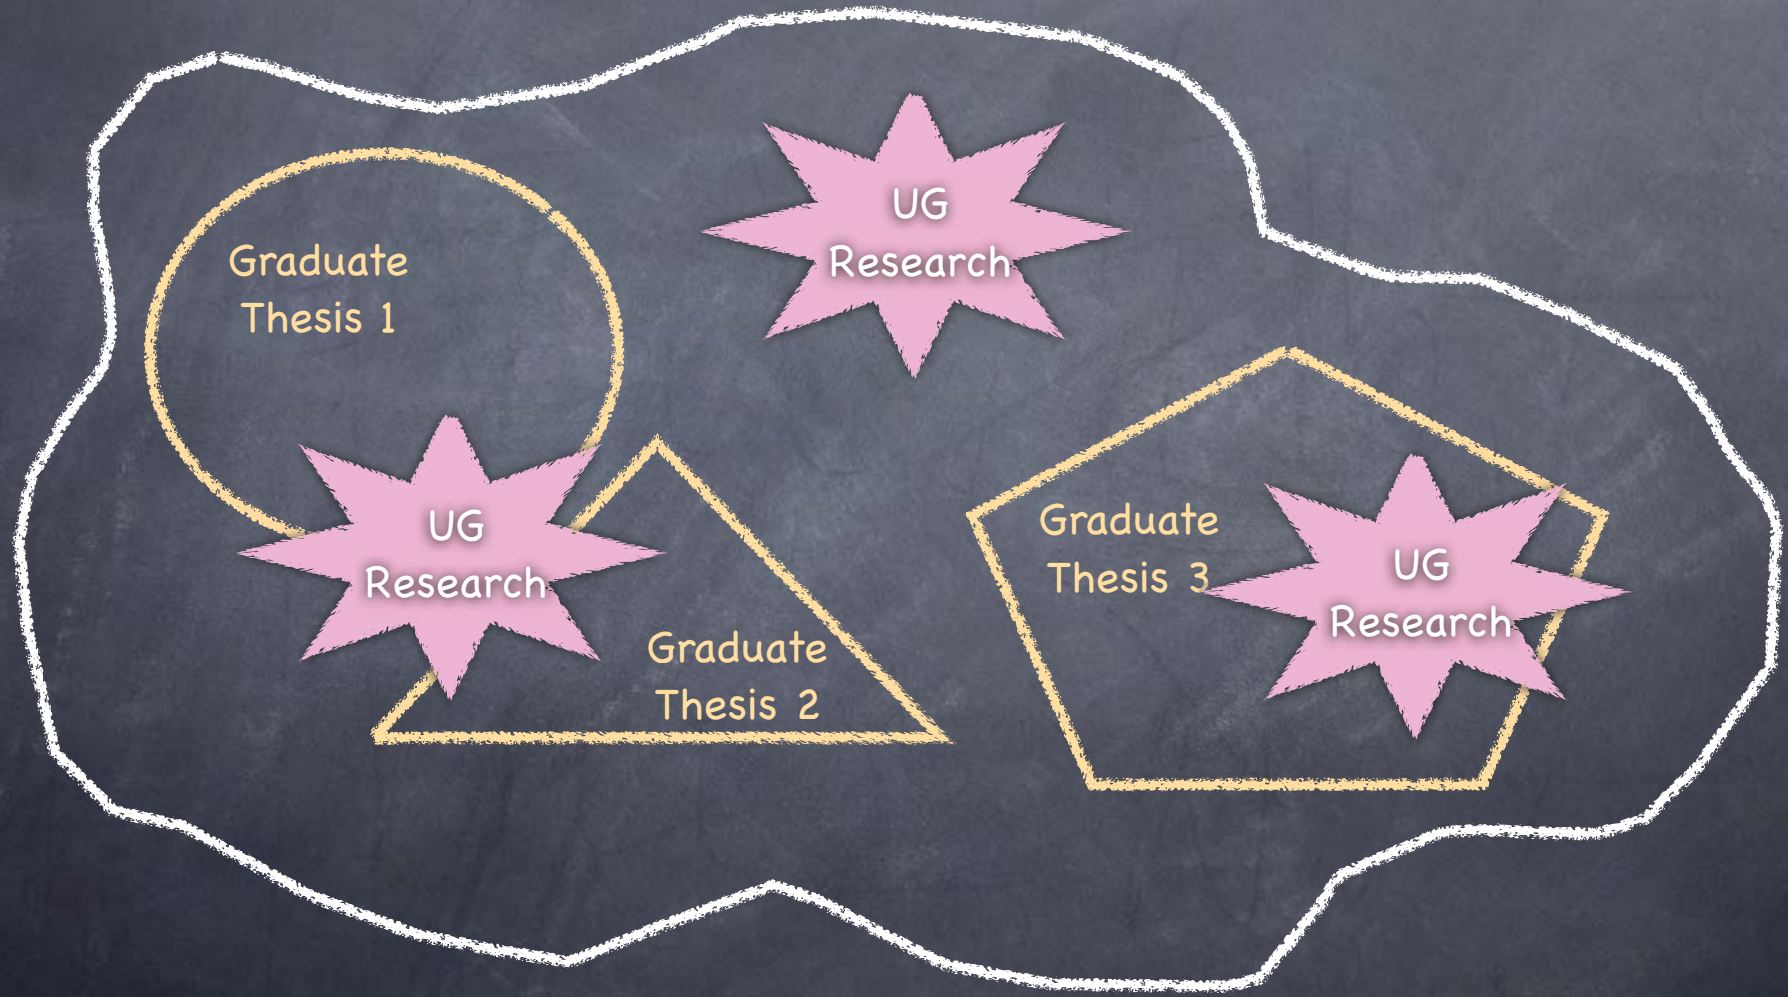 UG
Research
Graduate
Thesis 1
UG
Research
Graduate
Thesis 2
Graduate
Thesis 3
UG
Research